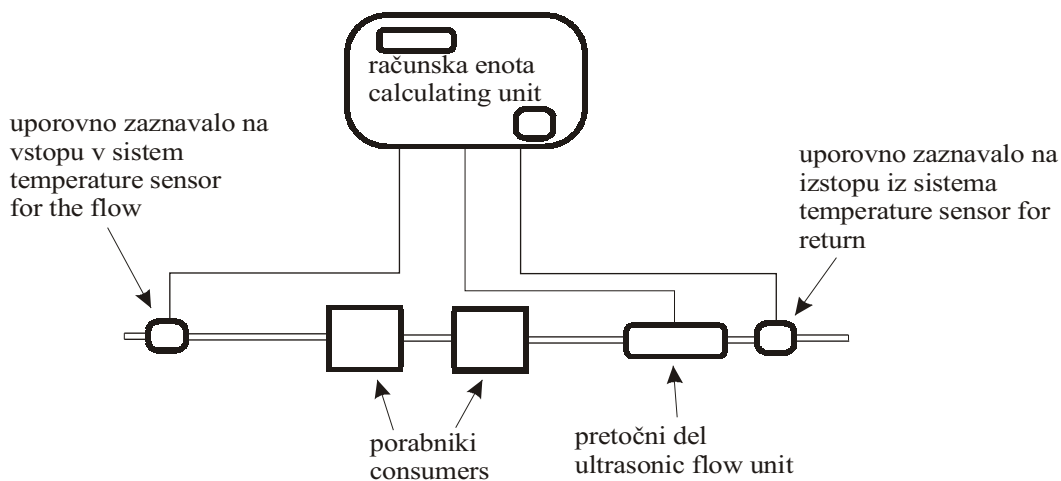 računska enota
calculating unit
uporovno zaznavalo na
vstopu v sistem
temperature sensor
for the flow
uporovno zaznavalo na
izstopu iz sistema
temperature sensor for
return
porabniki
consumers
pretočni del
ultrasonic flow unit